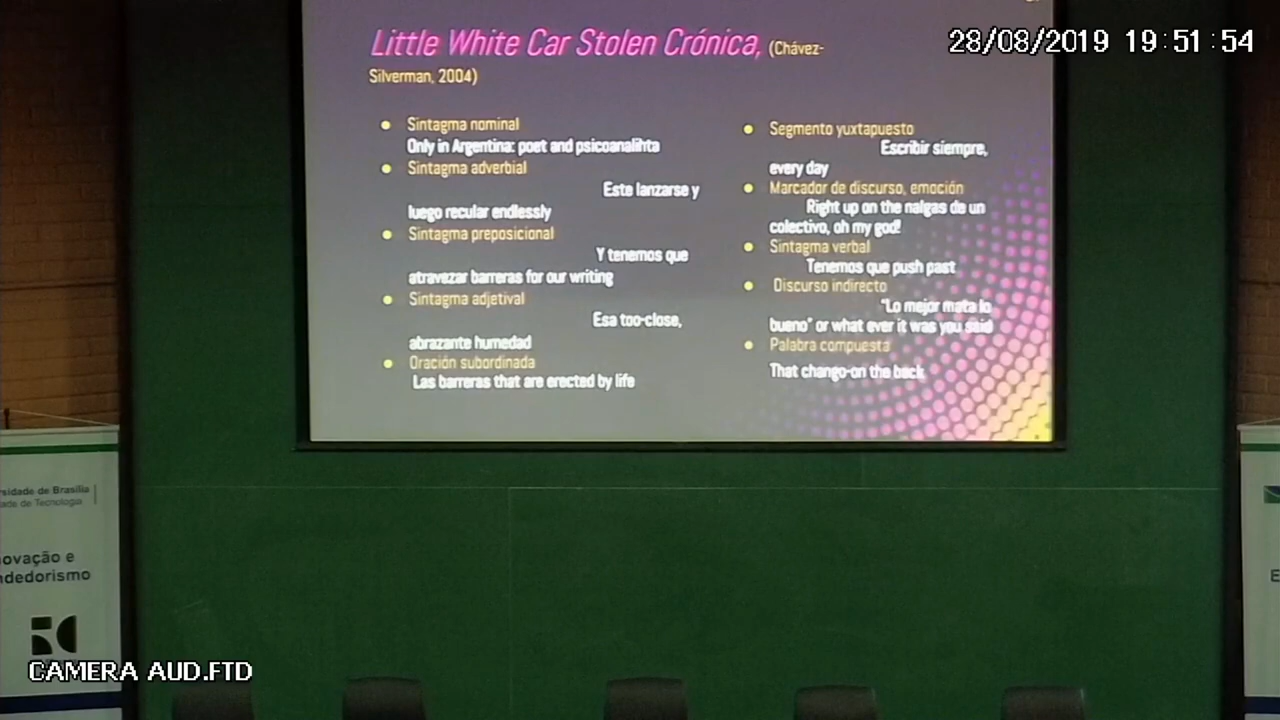 Little White Car Stolen Crónica, (Chávez-
Silverman, 2004)
28/08/2019 19:51:54
Sintagma nominal
Only in Argentina: poet and psicoanalihta
Sintagma adverbial
Este lanzarse y
luego recular endlessly
Sintagma preposicional
Y tenemos que
atravezar barreras for our writing
Sintagma adjetival
Esa too-close,
abrazante humedad
Oración subordinada
Las barreras that are erected by life
Segmento yuxtapuesto
Escribir siempre,
every day
Marcador de discurso, emoción
Right up on the nalgas de un
colectivo, oh my god!
Sintagma verbal
Tenemos que push past
Discurso indirecto
"Lo mejor mata lo
bueno" or what ever it was you said
Palabra compuesta
That chango-on the back
rsidade de Brasília
ade de Tecnologia
ovação e
ndedorismo
E
CAMERA AUD.FTD